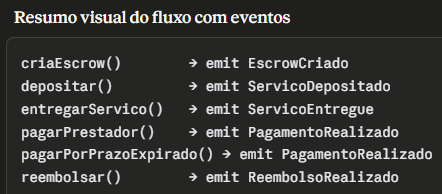 Resumo visual do fluxo com eventos
criaEscrow() → emit EscrowCriado
depositar() → emit ServicoDepositado
entregarServico() → emit ServicoEntregue
pagarPrestador() → emit PagamentoRealizado
pagarPorPrazoExpirado() → emit PagamentoRealizado
reembolsar() → emit ReembolsoRealizado